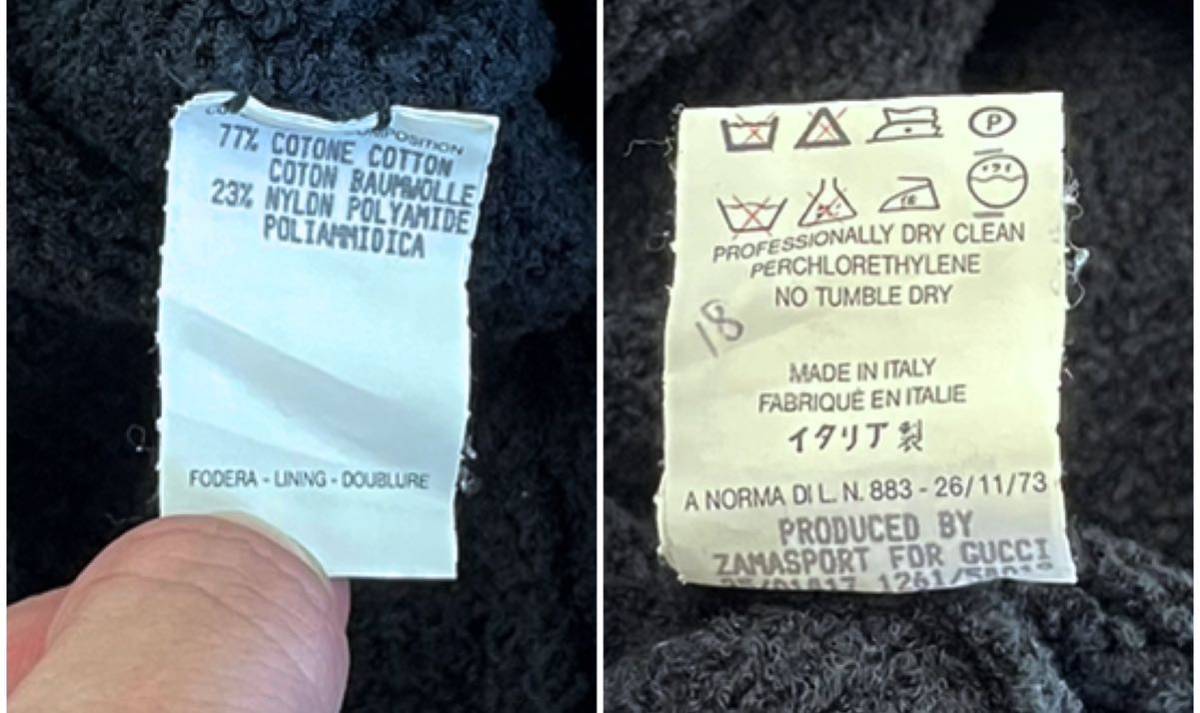 77% COTONE COTTON
COTON BAUMWOLLE
23% NYLON POLYAMIDE
POLIAMMIDICA
FODERA - LINING - DOUBLURE
P
PROFESSIONALLY DRY CLEAN
PERCHLORETHYLENE
NO TUMBLE DRY
18
MADE IN ITALY
FABRIQUÉ EN ITALIE
イタリア製
A NORMA DI L. N. 883 - 26/11/73
PRODUCED BY
ZAMASPORT FOR GUCCI